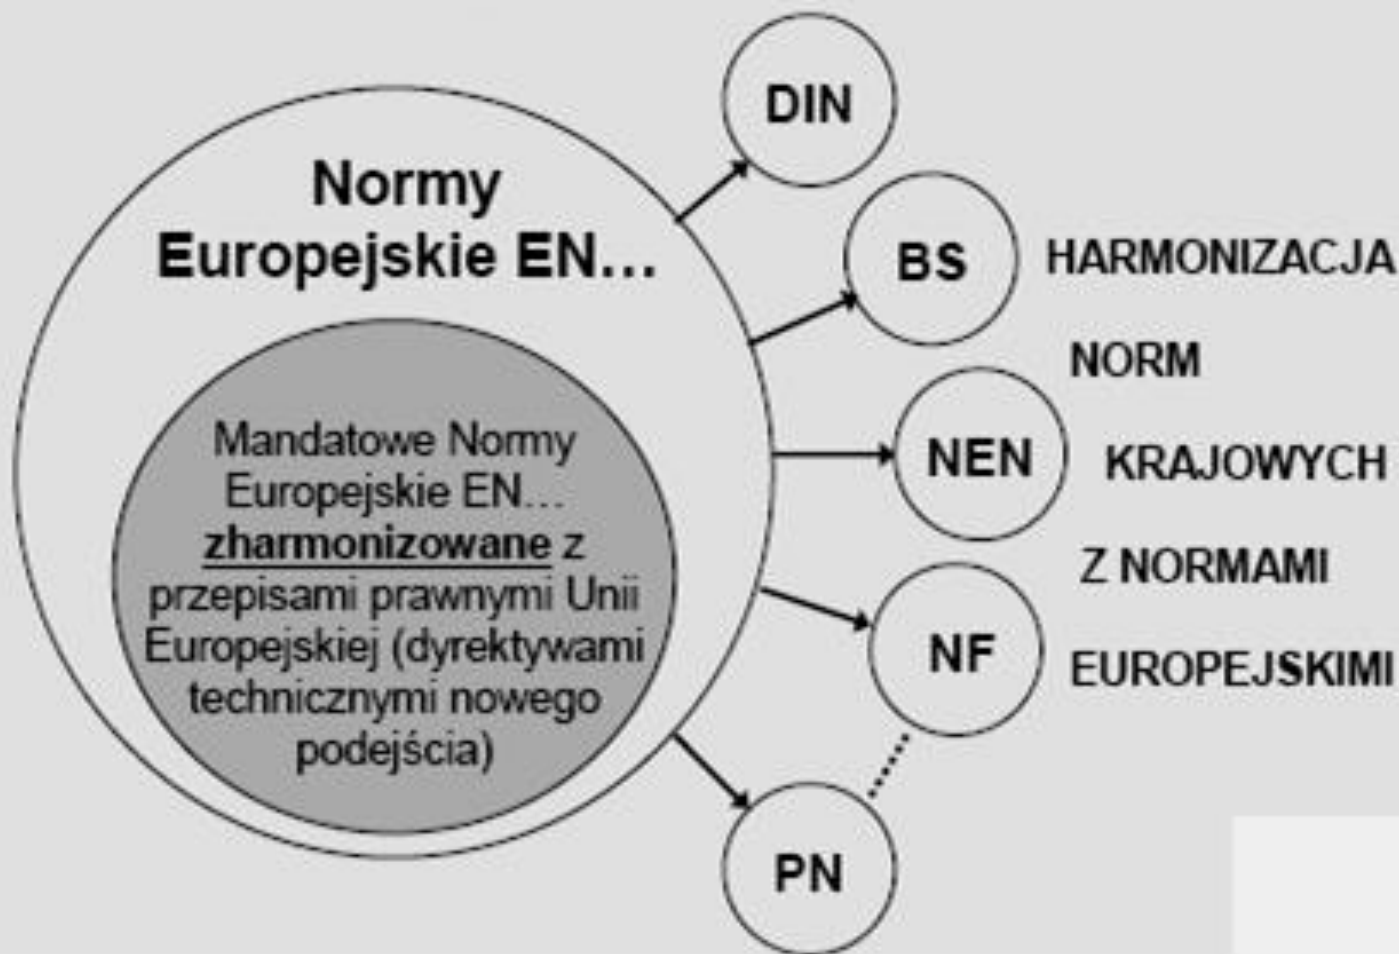 Normy
Europejskie EN...
Mandatowe Normy
Europejskie EN...
zharmonizowane z
przepisami prawnymi Unii
Europejskiej (dyrektywami
technicznymi nowego
podejścia)
DIN
BS
NEN
NF
PN
HARMONIZACJA
NORM
KRAJOWYCH
Z NORMAMI
EUROPEJSKIMI